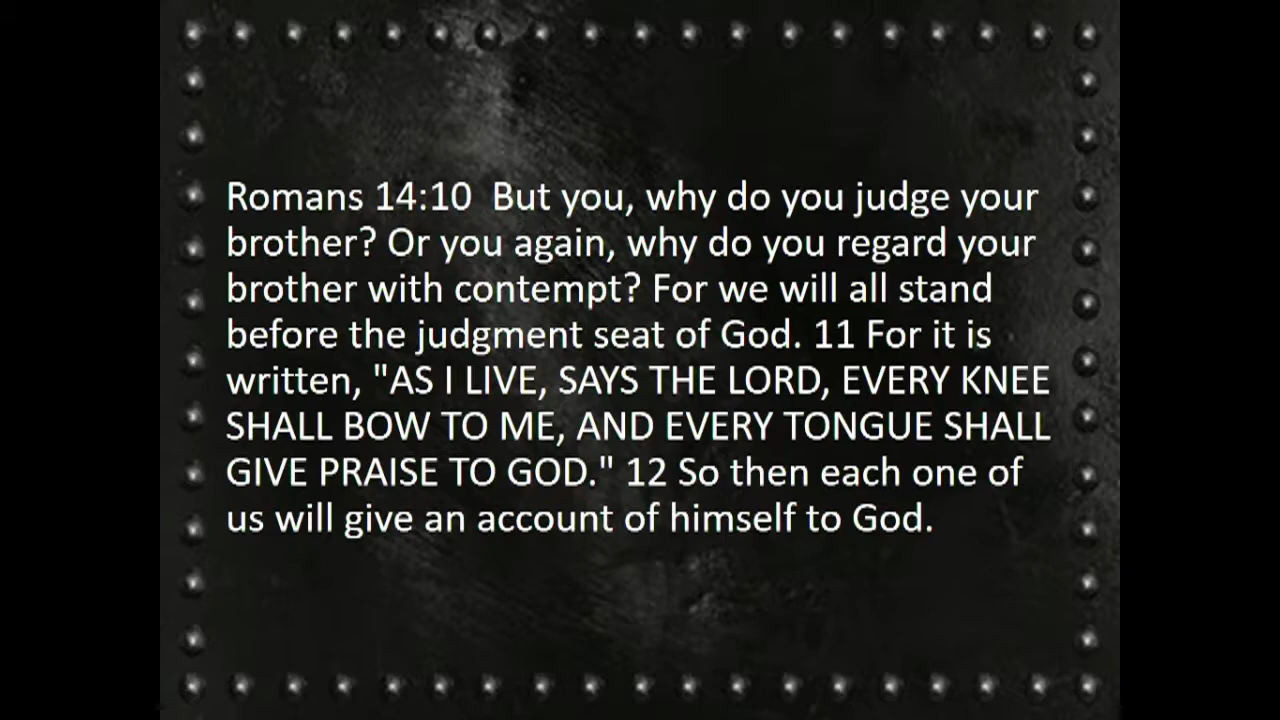 Romans 14:10  But you, why do you judge your
brother? Or you again, why do you regard your
brother with contempt? For we will all stand
before the judgment seat of God. 11 For it is
written, "AS I LIVE, SAYS THE LORD, EVERY KNEE
SHALL BOW TO ME, AND EVERY TONGUE SHALL
GIVE PRAISE TO GOD." 12 So then each one of
us will give an account of himself to God.